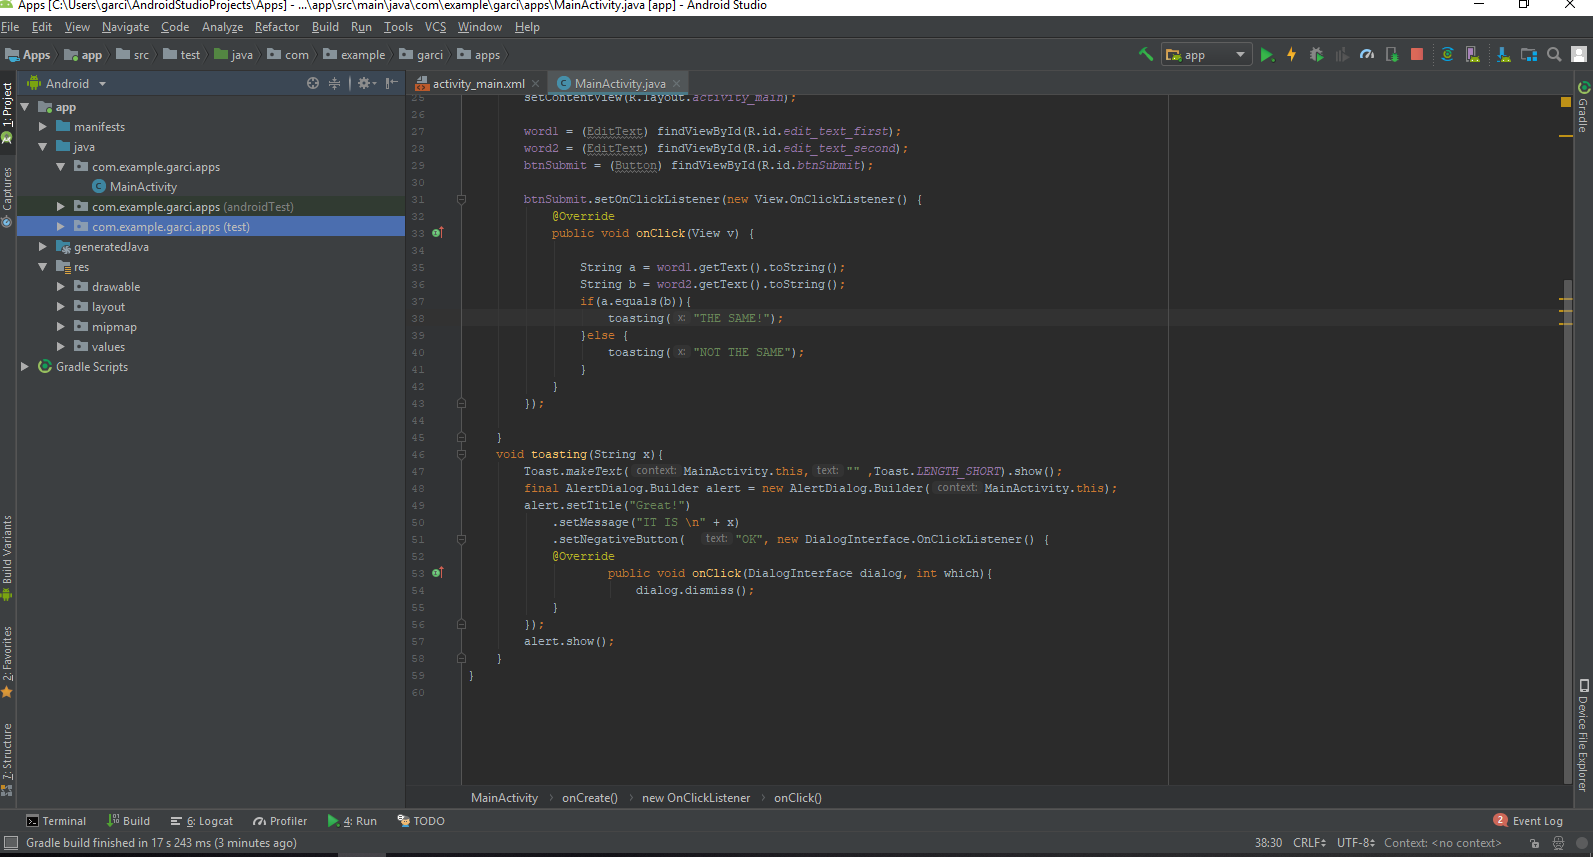 Apps [C:\Users\garci\AndroidStudioProjects\Apps] - ...\app\src\main\java\com\example\garci\apps\MainActivity.java [app] - Android Studio
File Edit View Navigate Code Analyze Refactor Build Run Tools VCS Window Help
Apps app src test java com example garci apps
app
Android
activity_main.xml MainActivity.java
1: Project
Captures
Build Variants
2: Favorites
7: Structure
app
manifests
java
com.example.garci.apps
MainActivity
com.example.garci.apps (androidTest)
com.example.garci.apps (test)
generatedJava
res
drawable
layout
mipmap
values
Gradle Scripts
25 setContentView(R.layout.activity_main);
26
27 word1 = (EditText) findViewById(R.id.edit_text_first);
28 word2 = (EditText) findViewById(R.id.edit_text_second);
29 btnSubmit = (Button) findViewById(R.id.btnSubmit);
30
31 btnSubmit.setOnClickListener(new View.OnClickListener() {
32 @Override
33 public void onClick(View v) {
34
35 String a = word1.getText().toString();
36 String b = word2.getText().toString();
37 if(a.equals(b)){
38 toasting( x: "THE SAME!");
39 }else {
40 toasting( x: "NOT THE SAME");
41 }
42 }
43 });
44
45 }
46 void toasting(String x){
47 Toast.makeText( context: MainActivity.this, text: "" ,Toast.LENGTH_SHORT).show();
48 final AlertDialog.Builder alert = new AlertDialog.Builder( context: MainActivity.this);
49 alert.setTitle("Great!")
50 .setMessage("IT IS \n" + x)
51 .setNegativeButton( text: "OK", new DialogInterface.OnClickListener() {
52 @Override
53 public void onClick(DialogInterface dialog, int which){
54 dialog.dismiss();
55 }
56 });
57 alert.show();
58 }
59 }
60
Gradle
Device File Explorer
MainActivity onCreate() new OnClickListener onClick()
Terminal Build 6: Logcat Profiler 4: Run TODO
2 Event Log
Gradle build finished in 17 s 243 ms (3 minutes ago)
38:30 CRLF UTF-8 Context: <no context>